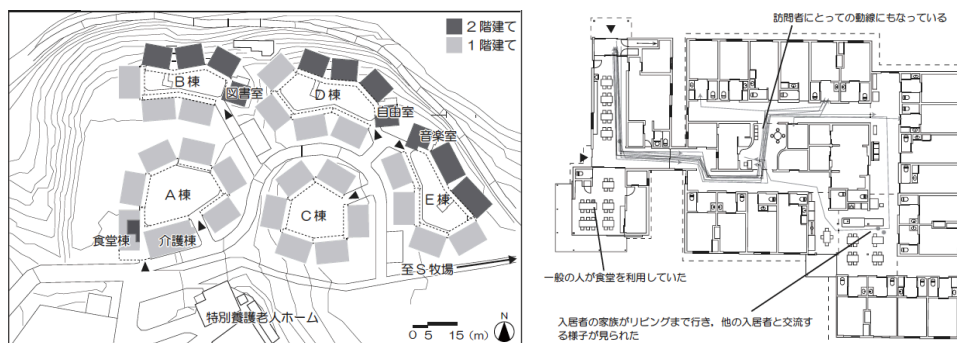 2階建て
1階建て
B棟
図書室
D棟
自由室
音楽室
A棟
C棟
E棟
食堂棟
介護棟
至S牧場
特別養護老人ホーム
0 5 15 (m)
N
訪問者にとっての動線にもなっている
一般の人が食堂を利用していた
入居者の家族がリビングまで行き，他の入居者と交流す
る様子が見られた